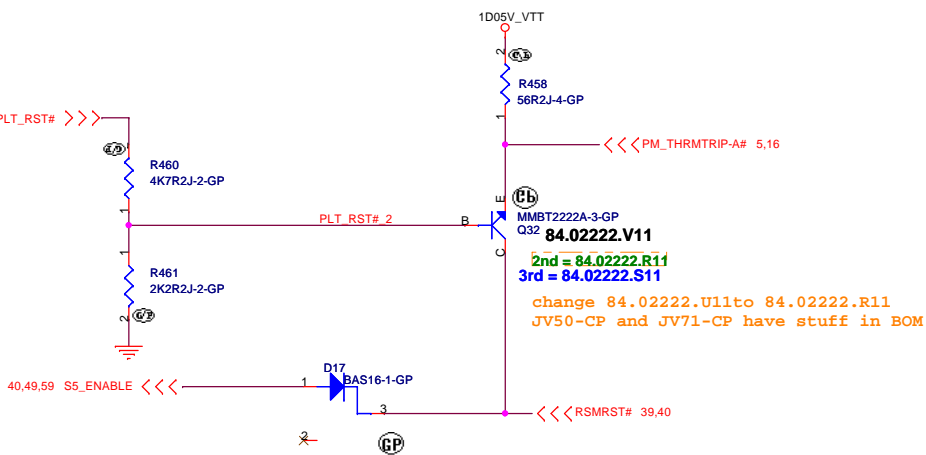 1D05V_VTT
2
R458
56R2J-4-GP
1
PLT_RST#
PM_THRMTRIP-A# 5,16
R460
4K7R2J-2-GP
1
E
MMBT2222A-3-GP
PLT_RST#_2
B
Q32 84.02222.V11
1
C
2nd = 84.02222.R11
R461
2K2R2J-2-GP
3rd = 84.02222.S11
change 84.02222.U11to 84.02222.R11
2
JV50-CP and JV71-CP have stuff in BOM
D17
40,49,59 S5_ENABLE
1
BAS16-1-GP
3
RSMRST# 39,40
2
GP